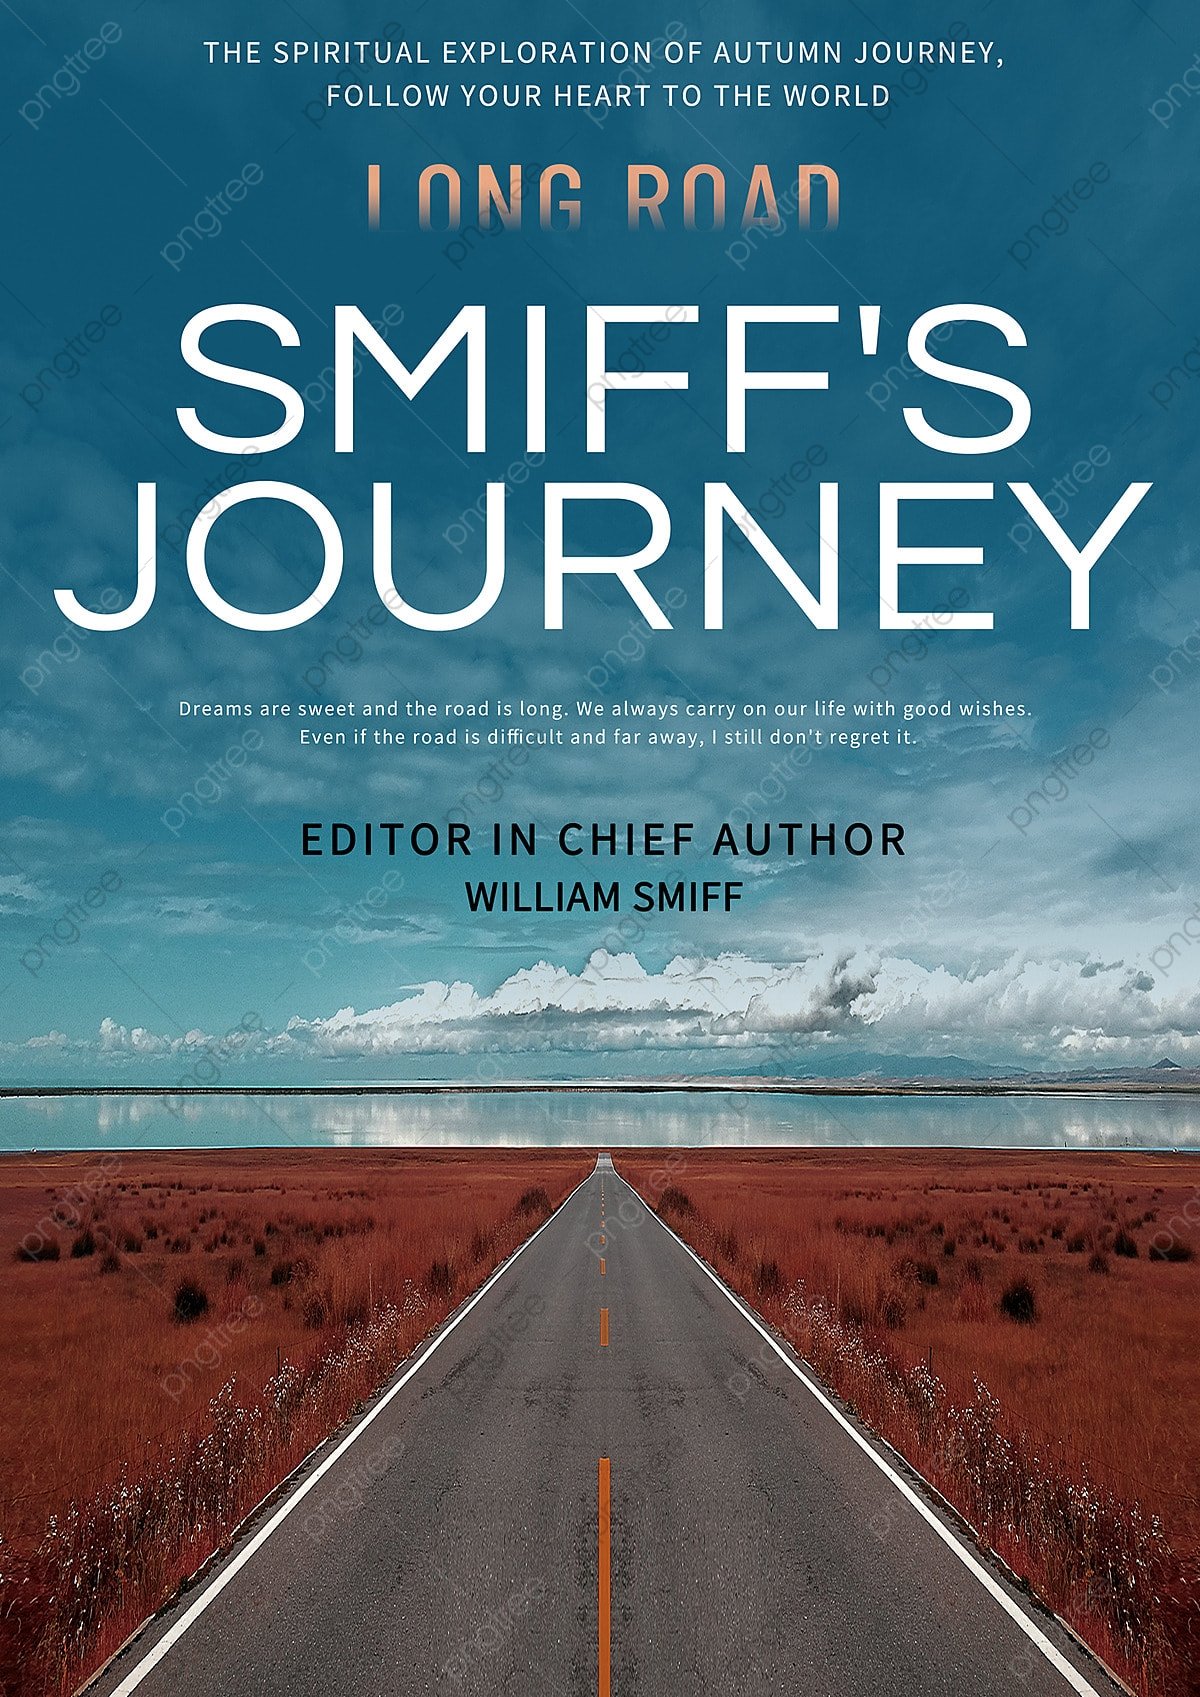 THE SPIRITUAL EXPLORATION OF AUTUMN JOURNEY,
FOLLOW YOUR HEART TO THE WORLD
LONG ROAD
SMIFF'S
JOURNEY
Dreams are sweet and the road is long. We always carry on our life with good wishes.
Even if the road is difficult and far away, I still don't regret it.
EDITOR IN CHIEF AUTHOR
WILLIAM SMIFF
pngtree